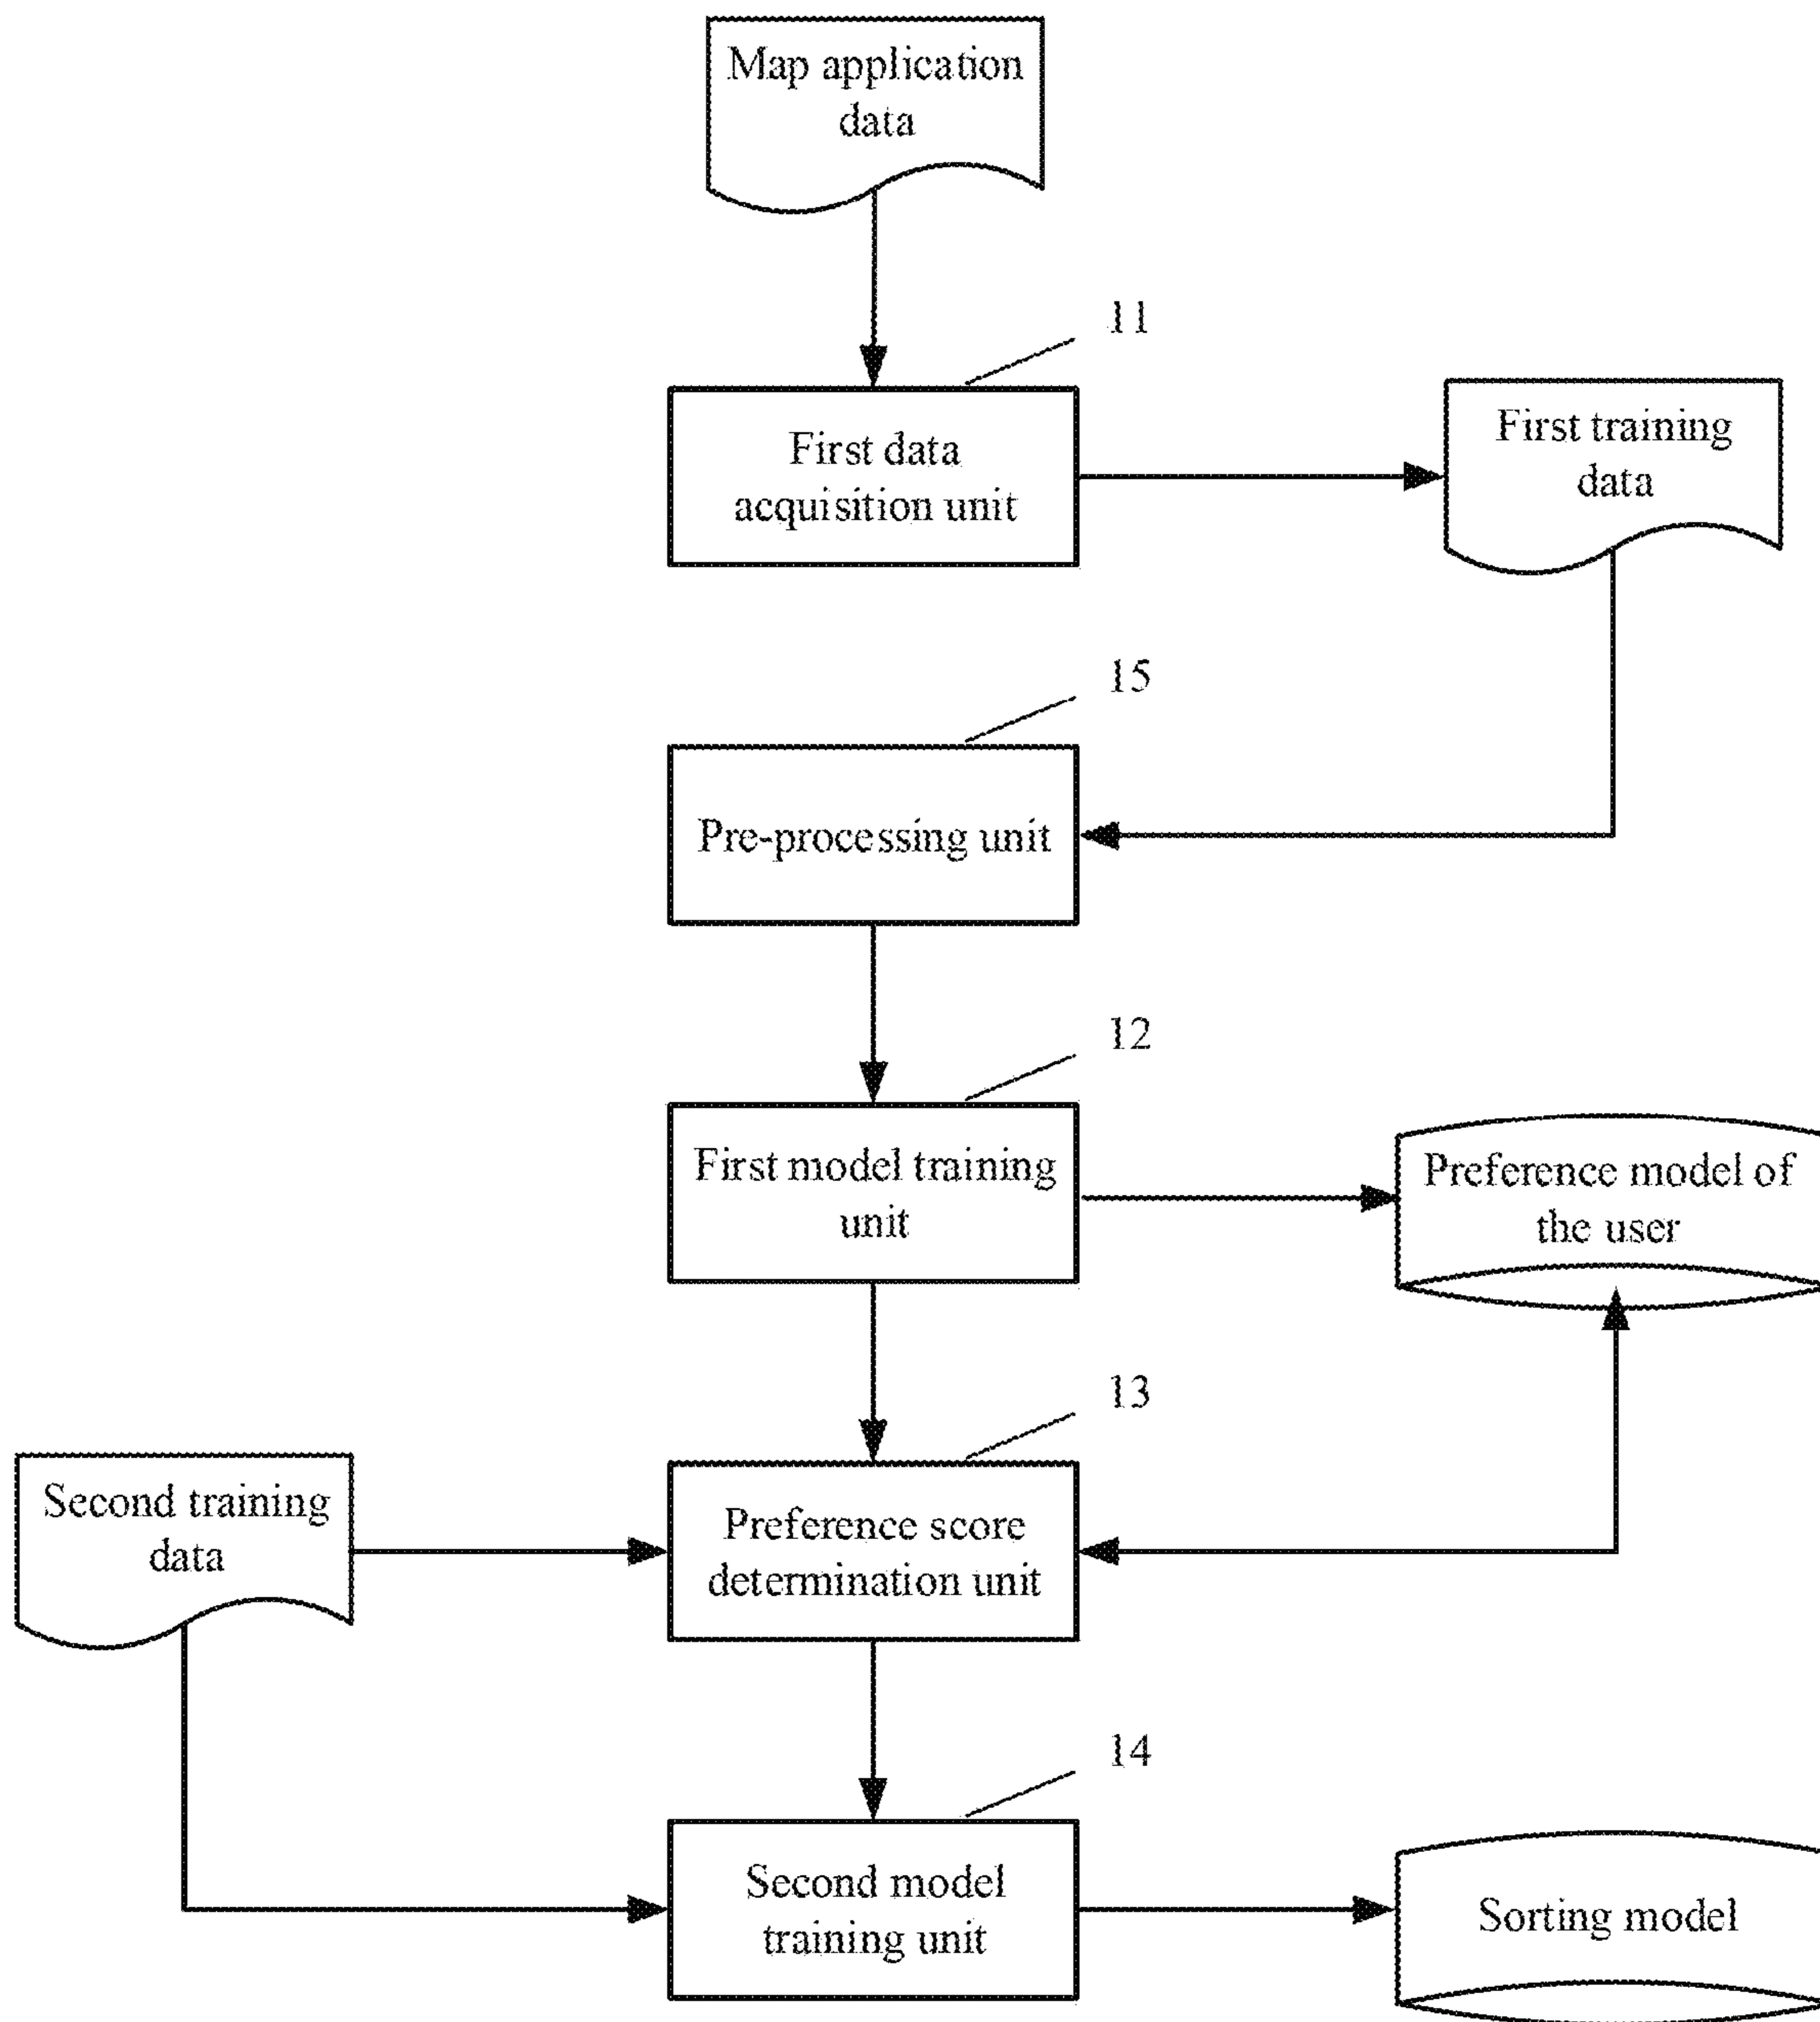 Map application
data
11
First data
acquisition unit
First training
data
15
Pre-processing unit
12
First model training
unit
Preference model of
the user
13
Second training
data
Preference score
determination unit
14
Second model
training unit
Sorting model